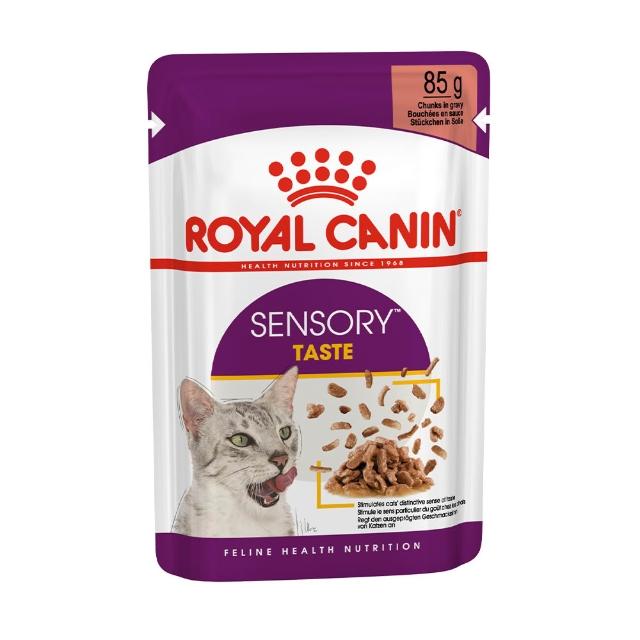 85 g
Chunks in gravy
Bouchées en sauce
Stückchen in Soße
ROYAL CANIN®
HEALTH NUTRITION SINCE 1968
SENSORY™
TASTE
Stimulates cats' distinctive sense of taste
Stimule le sens particulier du goût chez les chats
Regt den ausgeprägten Geschmackssinn
von Katzen an
FELINE HEALTH NUTRITION